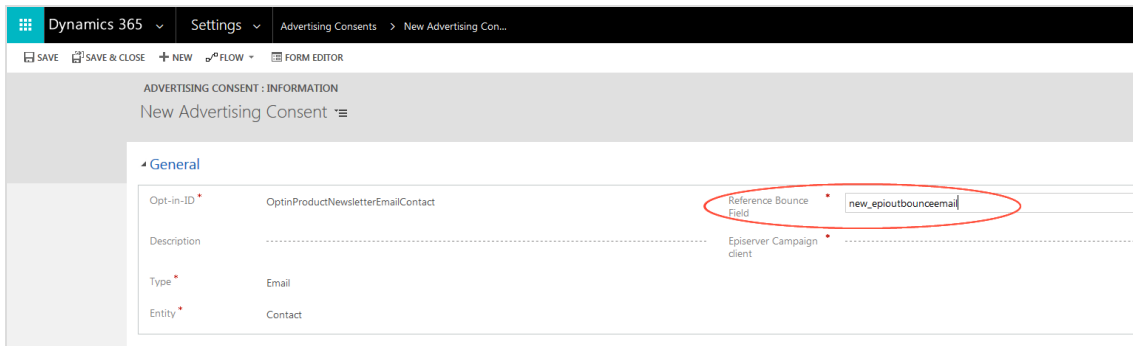 Dynamics 365 Settings Advertising Consents > New Advertising Con...
SAVE SAVE & CLOSE NEW FLOW FORM EDITOR
ADVERTISING CONSENT : INFORMATION
New Advertising Consent
General
Opt-in-ID * OptinProductNewsletterEmailContact
Reference Bounce Field * new_epioutbounceemail
Description
Episerver Campaign client *
Type * Email
Entity * Contact